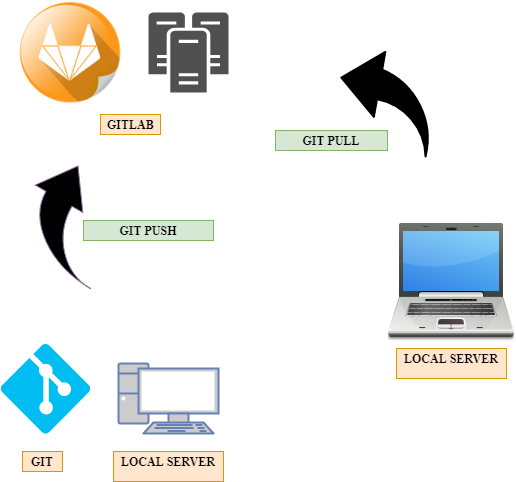 GITLAB
GIT PULL
GIT PUSH
LOCAL SERVER
GIT
LOCAL SERVER